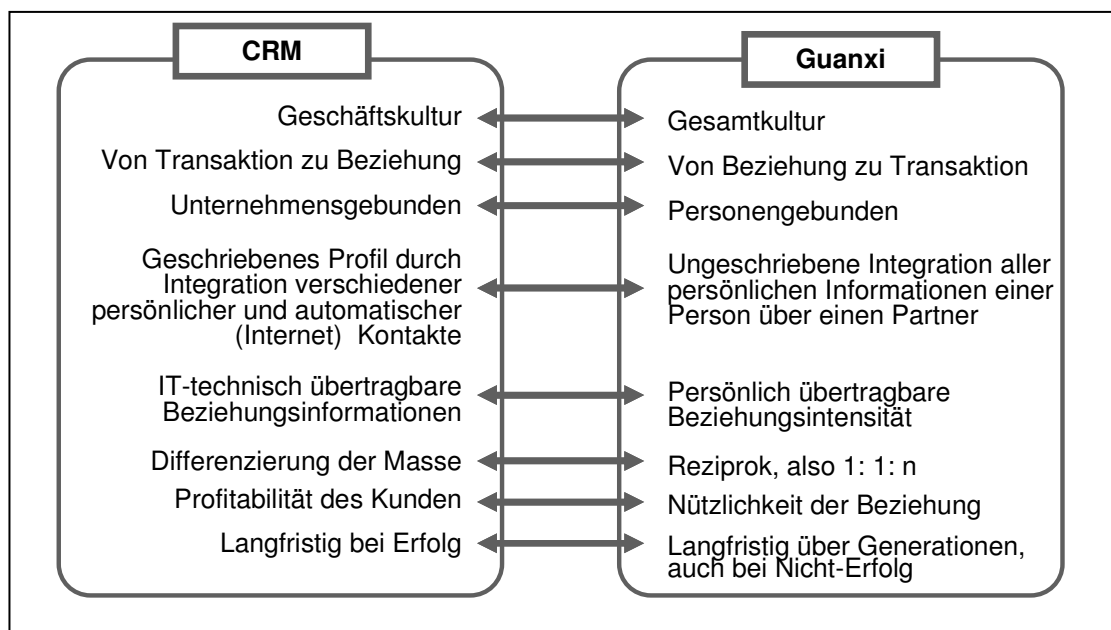 CRM
Geschäftskultur
Von Transaktion zu Beziehung
Unternehmensgebunden
Geschriebenes Profil durch
Integration verschiedener
persönlicher und automatischer
(Internet) Kontakte
IT-technisch übertragbare
Beziehungsinformationen
Differenzierung der Masse
Profitabilität des Kunden
Langfristig bei Erfolg
Guanxi
Gesamtkultur
Von Beziehung zu Transaktion
Personengebunden
Ungeschriebene Integration aller
persönlichen Informationen einer
Person über einen Partner
Persönlich übertragbare
Beziehungsintensität
Reziprok, also 1: 1: n
Nützlichkeit der Beziehung
Langfristig über Generationen,
auch bei Nicht-Erfolg